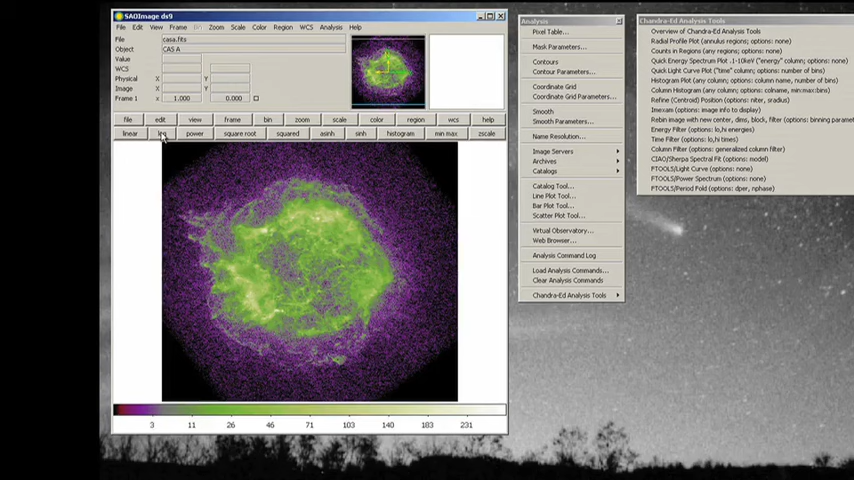 SAOImage ds9
File Edit View Frame Bin Zoom Scale Color Region WCS Analysis Help
File casa.fits
Object CAS A
Value
WCS
Physical X Y
Image X Y
Frame 1 x 1.000 0.000 °
file edit view frame bin zoom scale color region wcs help
linear log power square root squared asinh sinh histogram min max zscale
3 11 26 46 71 103 140 183 231
Analysis
Pixel Table...
Mask Parameters...
Contours
Contour Parameters...
Coordinate Grid
Coordinate Grid Parameters...
Smooth
Smooth Parameters...
Name Resolution...
Image Servers
Archives
Catalogs
Catalog Tool...
Line Plot Tool...
Bar Plot Tool...
Scatter Plot Tool...
Virtual Observatory...
Web Browser...
Analysis Command Log
Load Analysis Commands...
Clear Analysis Commands
Chandra-Ed Analysis Tools
Chandra-Ed Analysis Tools
Overview of Chandra-Ed Analysis Tools
Radial Profile Plot (annulus regions; options: none)
Counts in Regions (any regions; options: none)
Quick Energy Spectrum Plot .1-10keV ("energy" column; options: none)
Quick Light Curve Plot ("time" column; options: number of bins)
Histogram Plot (any column; options: column name, number of bins)
Column Histogram (options: colname, min:max:bins)
Refine (Centroid) Position (options: niter, sradius)
Imexam (options: image info to display)
Rebin image with new center, dims, block, filter (options: binning paramet
Energy Filter (options: lo,hi energies)
Time Filter (options: lo,hi times)
Column Filter (options: generalized column filter)
CIAO/Sherpa Spectral Fit (options: model)
FTOOLS/Light Curve (options: none)
FTOOLS/Power Spectrum (options: none)
FTOOLS/Period Fold (options: dper, nphase)